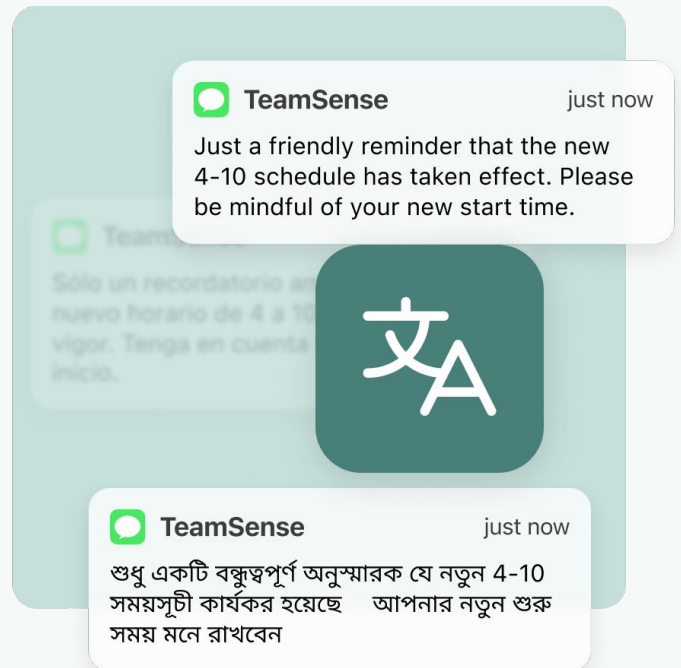 TeamSense just now
Just a friendly reminder that the new
4-10 schedule has taken effect. Please
be mindful of your new start time.
Sólo un recordatorio
nuevo horario de 4 a 10
vigor. Tenga en cuenta
inicio.
文A
TeamSense just now
শুধু একটি বন্ধুত্বপূর্ণ অনুস্মারক যে নতুন 4-10
সময়সূচী কার্যকর হয়েছে আপনার নতুন শুরু
সময় মনে রাখবেন